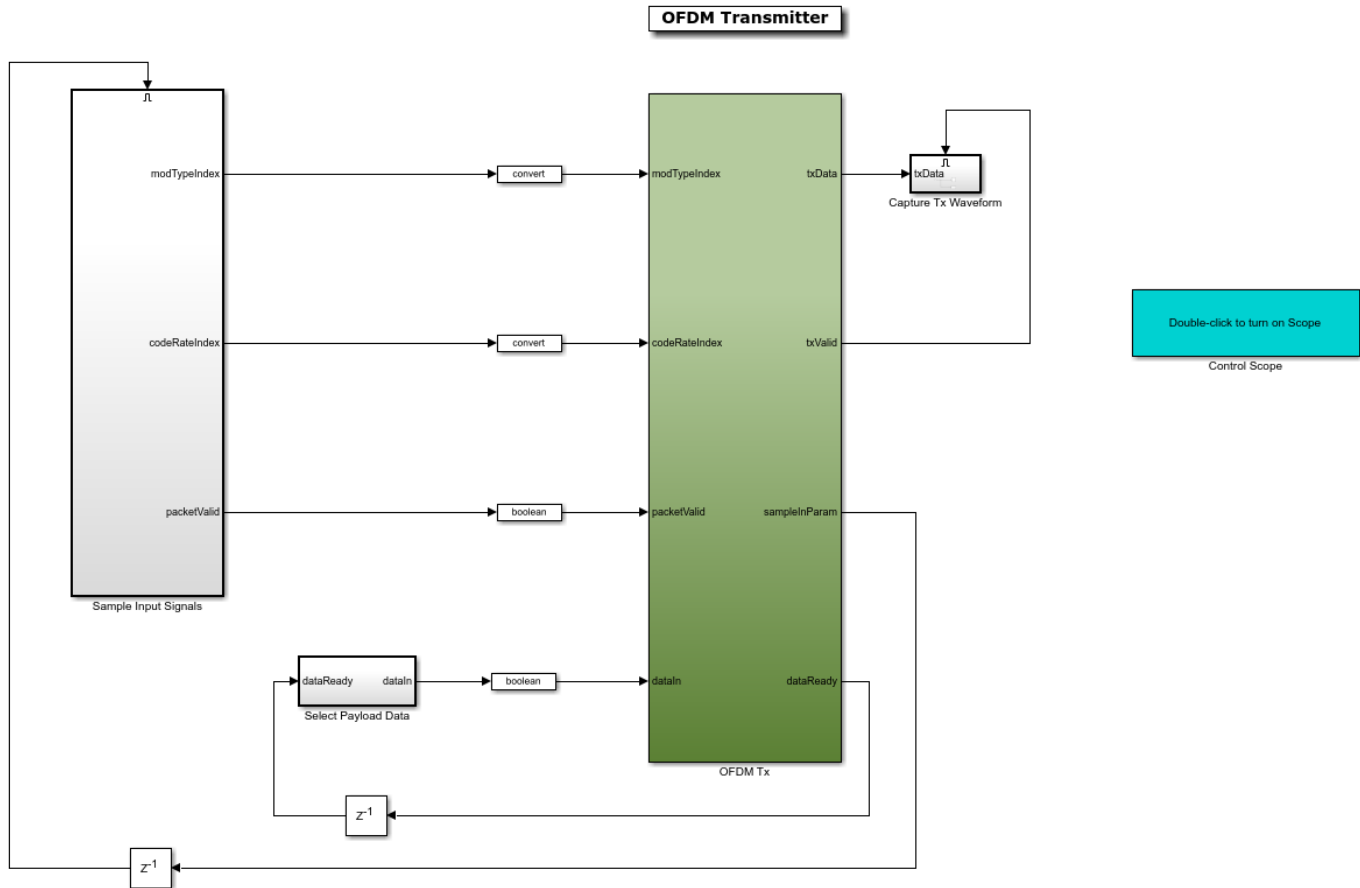 OFDM Transmitter
modTypeIndex
convert
modTypeIndex
txData
txData
Capture Tx Waveform
codeRateIndex
convert
codeRateIndex
txValid
Double-click to turn on Scope
Control Scope
packetValid
boolean
packetValid
sampleInParam
Sample Input Signals
dataReady
dataIn
boolean
dataIn
dataReady
Select Payload Data
OFDM Tx
Z-1
Z-1